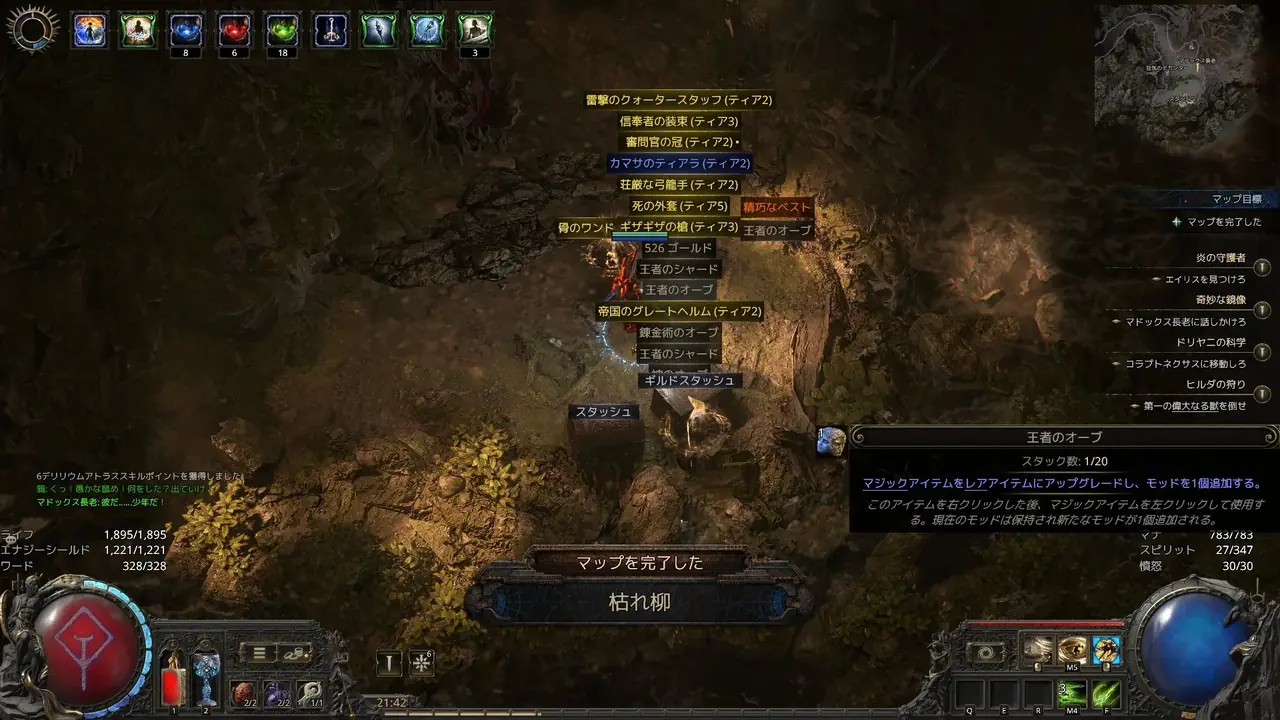 8
6
18
3
雷撃のクォータースタッフ(ティア2)
信奉者の装束(ティア3)
審問官の冠(ティア2)•
カマサのティアラ(ティア2)
荘厳な弓籠手(ティア2)
死の外套(ティア5)
精巧なベスト
骨のワンド
ギザギザの槍(ティア3)
王者のオーブ
526 ゴールド
王者のシャード
王者のオーブ
帝国のグレートヘルム(ティア2)
錬金術のオーブ
王者のシャード
ギルドスタッシュ
スタッシュ
マップ目標
マップを完了した
炎の守護者
エイリスを見つけろ
奇妙な鏡像
マドックス長老に話しかけろ
ドリヤニの科学
コラプトネクサスに移動しろ
ヒルダの狩り
第一の偉大なる獣を倒せ
1
王者のオーブ
スタック数: 1/20
マジックアイテムをレアアイテムにアップグレードし、モッドを1個追加する。
このアイテムを右クリックした後、マジックアイテムを左クリックして使用す
る。現在のモッドは保持され新たなモッドが1個追加される。
6デリリウムアトラススキルポイントを獲得しました
マドックス長老: 彼だ……少年だ！
ライフ 1,895/1,895
エナジーシールド 1,221/1,221
ワード 328/328
マナ 783/783
スピリット 27/347
憤怒 30/30
マップを完了した
枯れ柳
1
2
2/2
2/2
1/1
6
21:42
M5
3
Q
E
R
M4
F